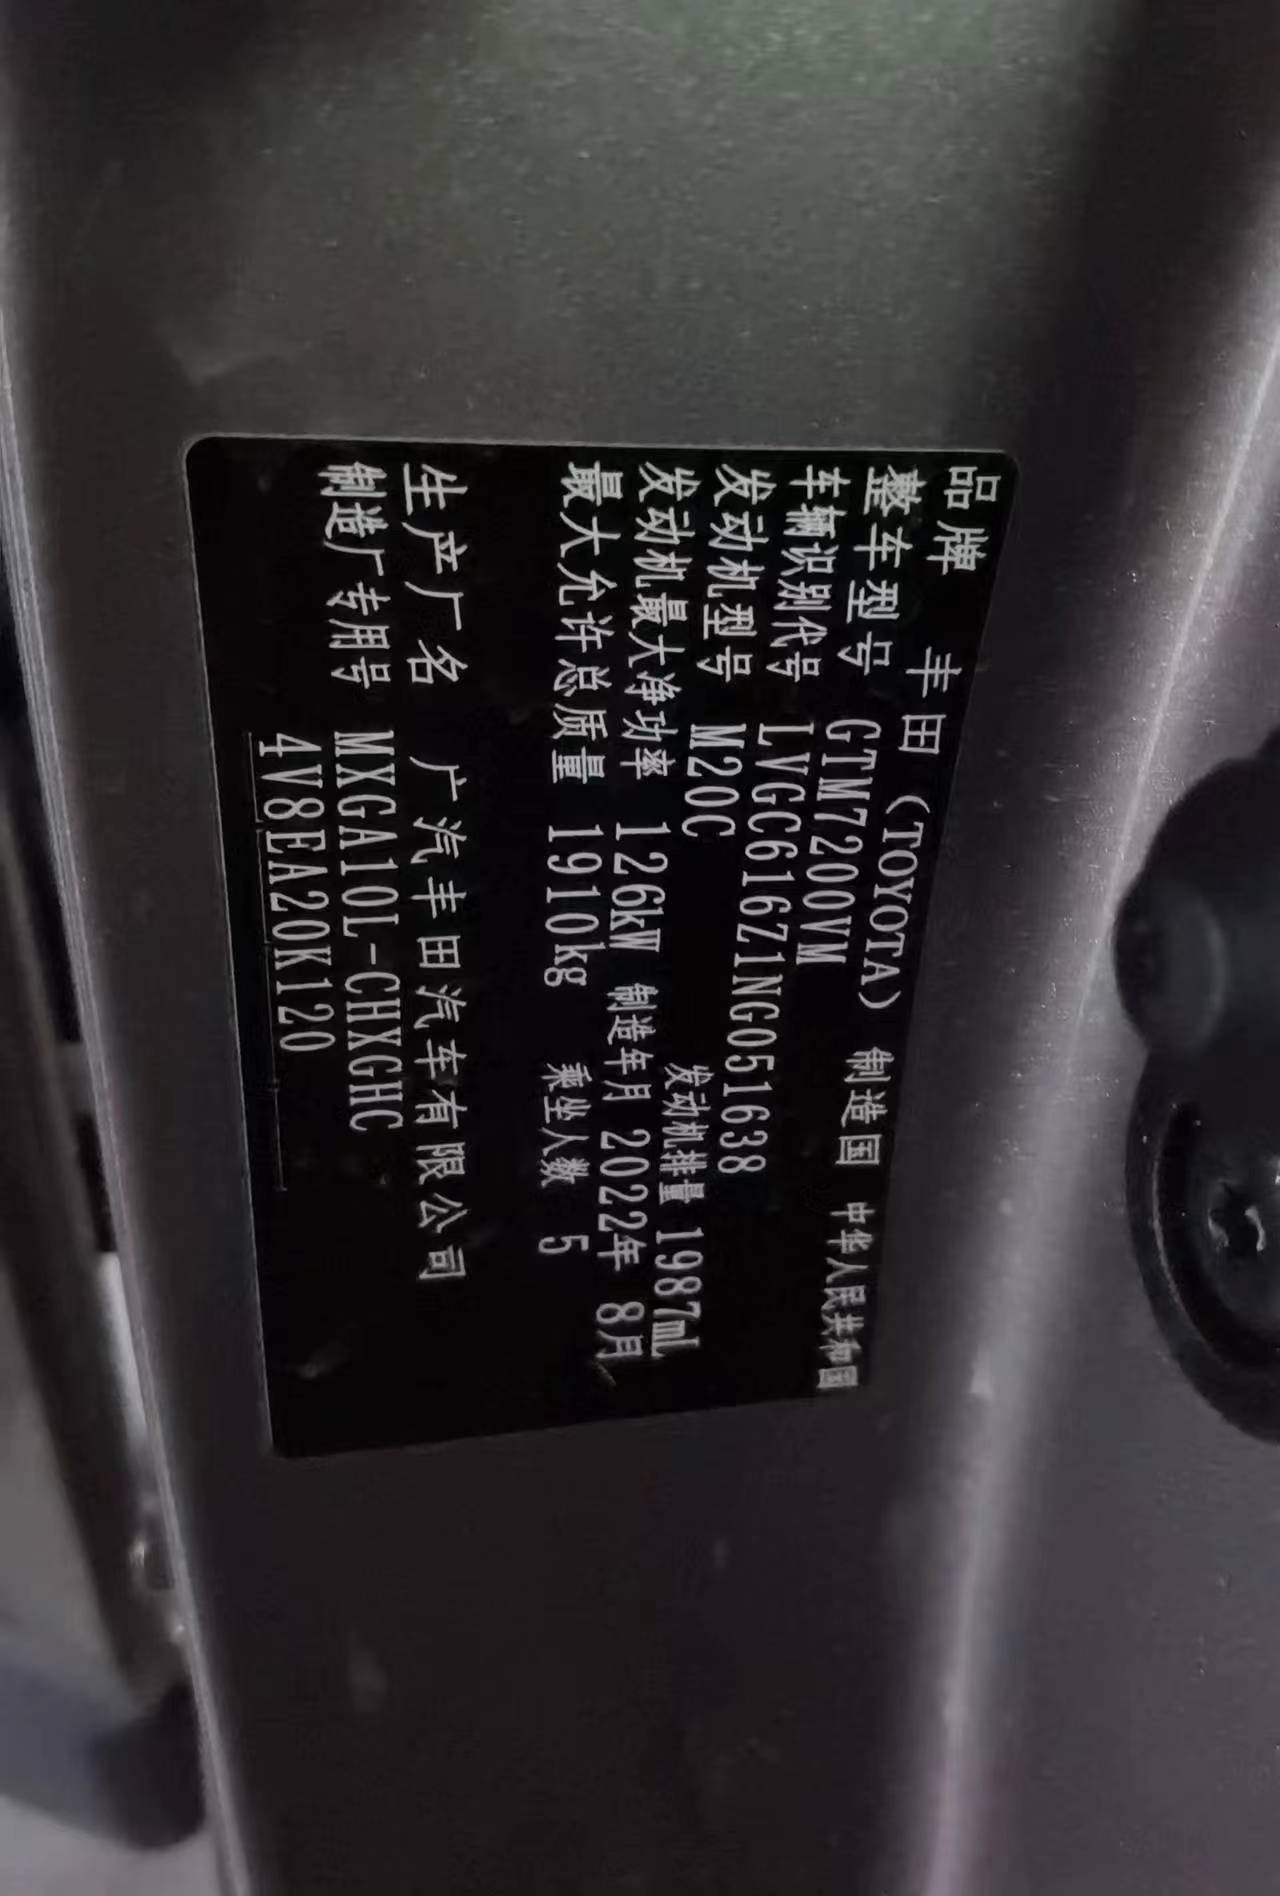 品牌 丰田（TOYOTA） 制造国 中华人民共和国
整车型号 GTM7200VM
车辆识别代号 LVGC616Z1NG051638
发动机型号 M20C 发动机排量 1987mL
发动机最大净功率 126kW 制造年月 2022年 8月
最大允许总质量 1910kg 乘坐人数 5
生产厂名 广汽丰田汽车有限公司
制造厂专用号 MXGA10L-CHXGHC
4V8EA20K120